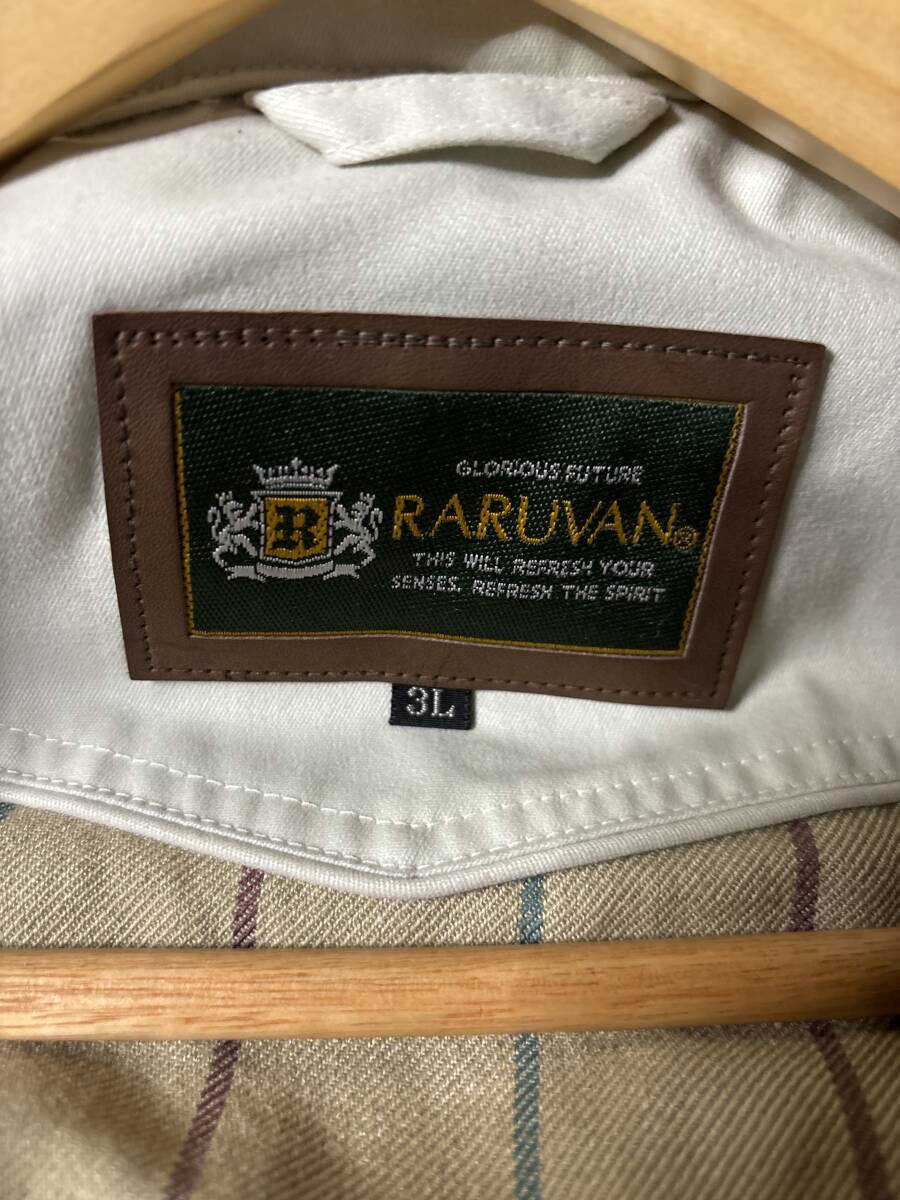 GLORIOUS FUTURE
R
RARUVAN®
THIS WILL REFRESH YOUR
SENSES, REFRESH THE SPIRIT
3L